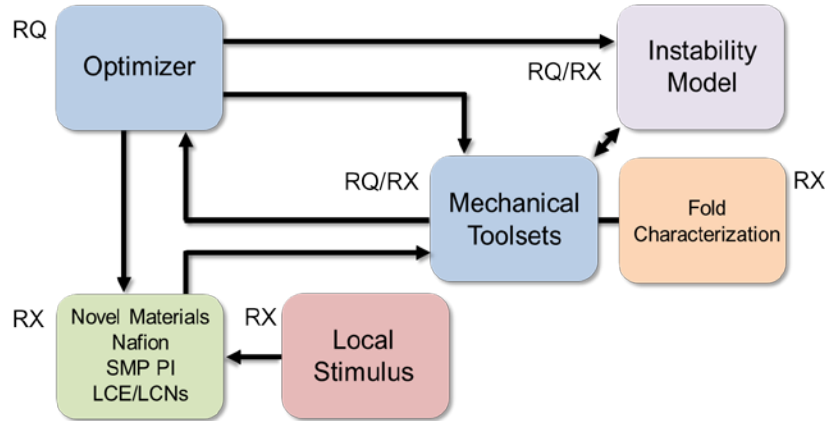 RQ
Optimizer
Instability
Model
RQ/RX
RQ/RX
Mechanical
Toolsets
Fold
Characterization
RX
RX
Novel Materials
Nafion
SMP PI
LCE/LCNs
RX
Local
Stimulus